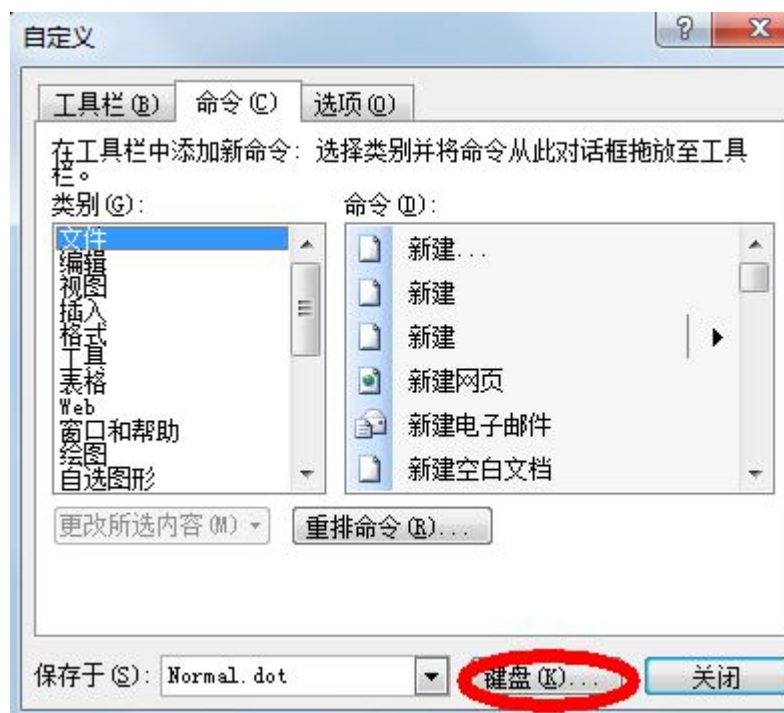 自定义
工具栏(B) 命令(C) 选项(O)
在工具栏中添加新命令：选择类别并将命令从此对话框拖放至工具
栏。
类别(G)： 命令(D)：
文件
编辑
视图
插入
格式
工具
表格
Web
窗口和帮助
绘图
自选图形
新建...
新建
新建
新建网页
新建电子邮件
新建空白文档
更改所选内容(M) 重排命令(R)...
保存于(S)： Normal.dot 键盘(K)... 关闭